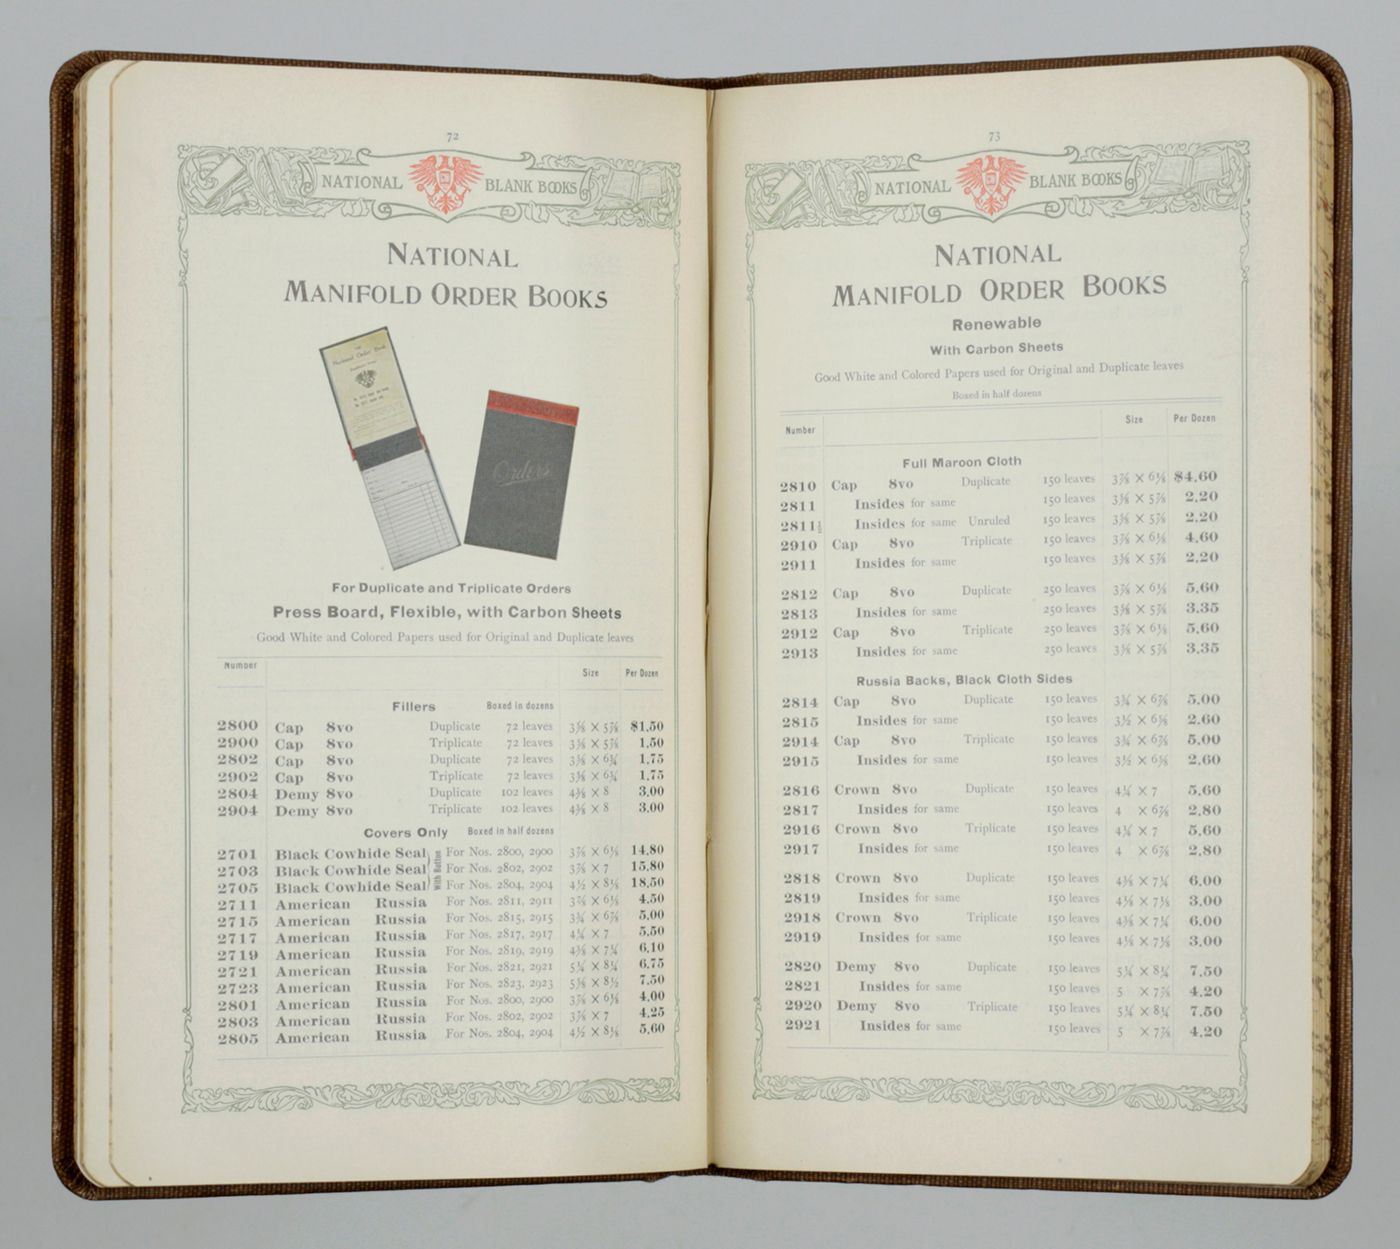 72
NATIONAL BLANK BOOKS
NATIONAL
MANIFOLD ORDER BOOKS
National Order Book
Orders
For Duplicate and Triplicate Orders
Press Board, Flexible, with Carbon Sheets
Good White and Colored Papers used for Original and Duplicate leaves
Number Size Per Dozen
Fillers Boxed in dozens
2800 Cap 8vo Duplicate 72 leaves 3⅜ × 5⅞ $1.50
2900 Cap 8vo Triplicate 72 leaves 3⅜ × 5⅞ 1.50
2802 Cap 8vo Duplicate 72 leaves 3⅜ × 6¾ 1.75
2902 Cap 8vo Triplicate 72 leaves 3⅜ × 6¾ 1.75
2804 Demy 8vo Duplicate 102 leaves 4⅜ × 8 3.00
2904 Demy 8vo Triplicate 102 leaves 4⅜ × 8 3.00
Covers Only Boxed in half dozens
With Button
2701 Black Cowhide Seal For Nos. 2800, 2900 3⅞ × 6⅛ 14.80
2703 Black Cowhide Seal For Nos. 2802, 2902 3⅞ × 7 15.80
2705 Black Cowhide Seal For Nos. 2804, 2904 4½ × 8⅛ 18.50
2711 American Russia For Nos. 2811, 2911 3⅞ × 6⅛ 4.50
2715 American Russia For Nos. 2815, 2915 3¾ × 6⅞ 5.00
2717 American Russia For Nos. 2817, 2917 4¼ × 7 5.50
2719 American Russia For Nos. 2819, 2919 4⅜ × 7¼ 6.10
2721 American Russia For Nos. 2821, 2921 5¼ × 8¼ 6.75
2723 American Russia For Nos. 2823, 2923 5⅜ × 8½ 7.50
2801 American Russia For Nos. 2800, 2900 3⅞ × 6⅛ 4.00
2803 American Russia For Nos. 2802, 2902 3⅞ × 7 4.25
2805 American Russia For Nos. 2804, 2904 4½ × 8⅛ 5.60
73
NATIONAL BLANK BOOKS
NATIONAL
MANIFOLD ORDER BOOKS
Renewable
With Carbon Sheets
Good White and Colored Papers used for Original and Duplicate leaves
Boxed in half dozens
Number Size Per Dozen
Full Maroon Cloth
2810 Cap 8vo Duplicate 150 leaves 3⅞ × 6⅛ $4.60
2811 Insides for same 150 leaves 3⅜ × 5⅞ 2.20
2811½ Insides for same Unruled 150 leaves 3⅜ × 5⅞ 2.20
2910 Cap 8vo Triplicate 150 leaves 3⅞ × 6⅛ 4.60
2911 Insides for same 150 leaves 3⅜ × 5⅞ 2.20
2812 Cap 8vo Duplicate 250 leaves 3⅞ × 6⅛ 5.60
2813 Insides for same 250 leaves 3⅜ × 5⅞ 3.35
2912 Cap 8vo Triplicate 250 leaves 3⅞ × 6⅛ 5.60
2913 Insides for same 250 leaves 3⅜ × 5⅞ 3.35
Russia Backs, Black Cloth Sides
2814 Cap 8vo Duplicate 150 leaves 3¾ × 6⅞ 5.00
2815 Insides for same 150 leaves 3½ × 6⅜ 2.60
2914 Cap 8vo Triplicate 150 leaves 3¾ × 6⅞ 5.00
2915 Insides for same 150 leaves 3½ × 6⅜ 2.60
2816 Crown 8vo Duplicate 150 leaves 4¼ × 7 5.60
2817 Insides for same 150 leaves 4 × 6⅞ 2.80
2916 Crown 8vo Triplicate 150 leaves 4¼ × 7 5.60
2917 Insides for same 150 leaves 4 × 6⅞ 2.80
2818 Crown 8vo Duplicate 150 leaves 4⅜ × 7¼ 6.00
2819 Insides for same 150 leaves 4⅛ × 7⅛ 3.00
2918 Crown 8vo Triplicate 150 leaves 4⅜ × 7¼ 6.00
2919 Insides for same 150 leaves 4⅛ × 7⅛ 3.00
2820 Demy 8vo Duplicate 150 leaves 5¼ × 8¼ 7.50
2821 Insides for same 150 leaves 5 × 7⅞ 4.20
2920 Demy 8vo Triplicate 150 leaves 5¼ × 8¼ 7.50
2921 Insides for same 150 leaves 5 × 7⅞ 4.20